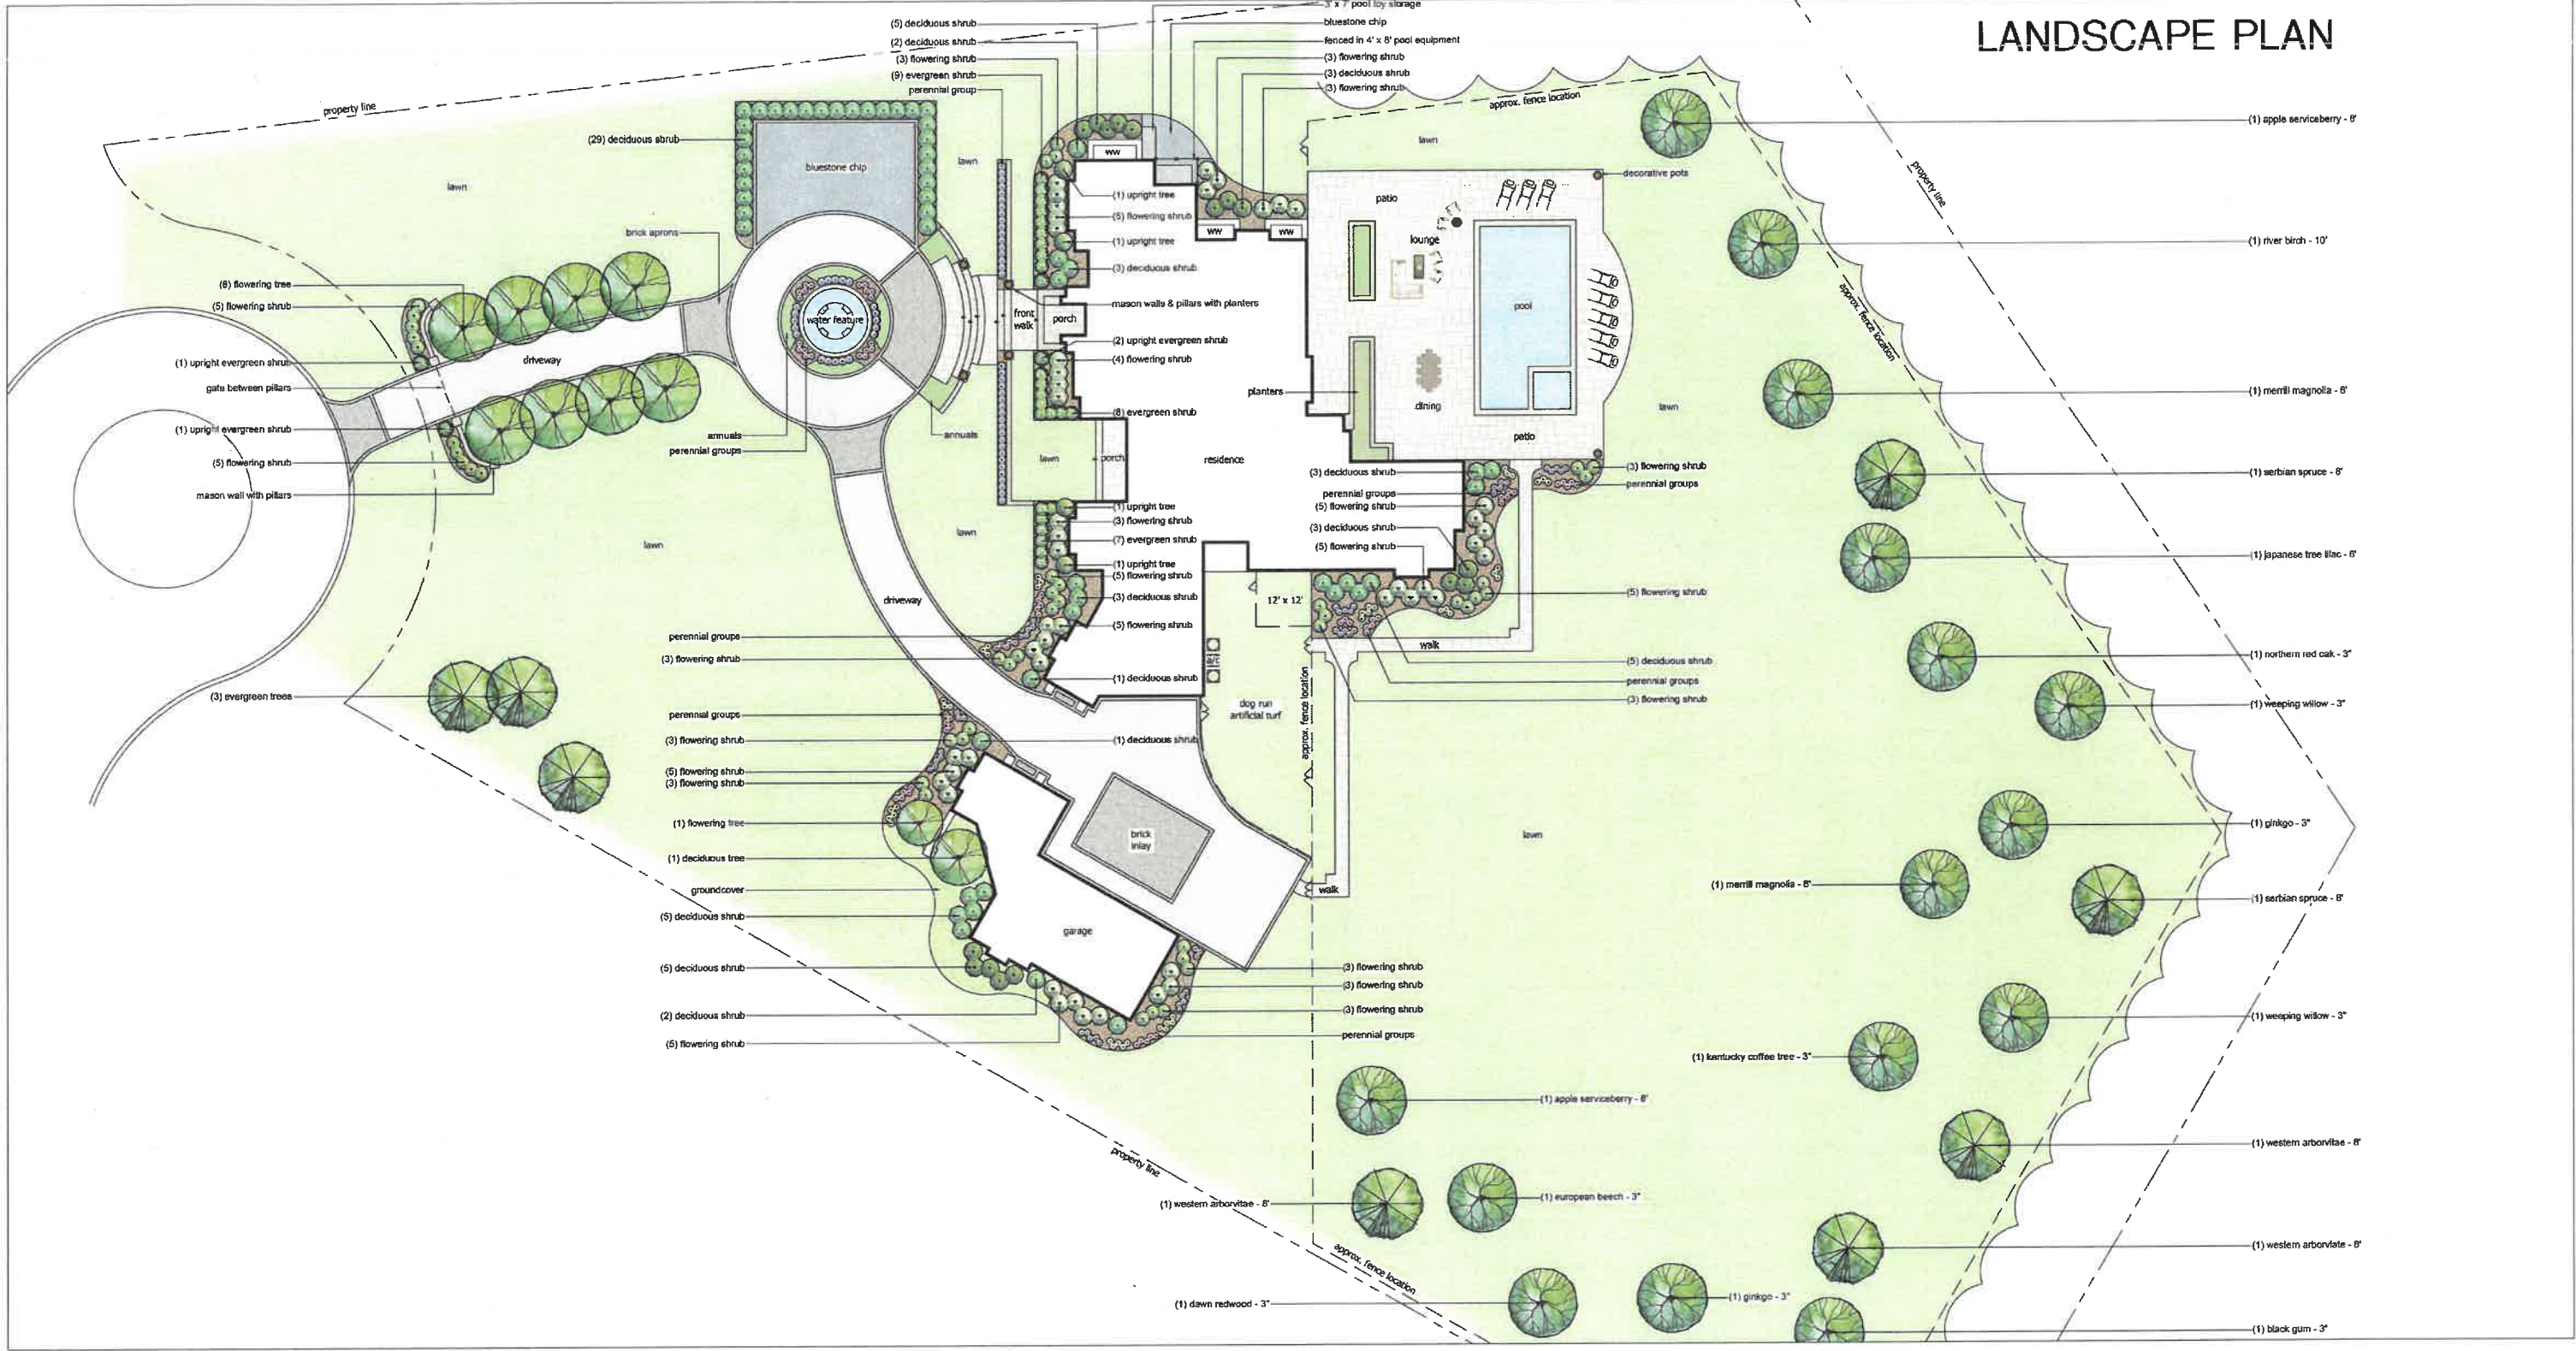 LANDSCAPE PLAN
3' x 7' pool toy storage
(5) deciduous shrub
bluestone chip
(2) deciduous shrub
fenced in 4' x 8' pool equipment
(3) flowering shrub
(3) flowering shrub
(9) evergreen shrub
(3) deciduous shrub
perennial group
(3) flowering shrub
property line
approx. fence location
(1) apple serviceberry - 8'
(29) deciduous shrub
lawn
ww
lawn
bluestone chip
lawn
lawn
decorative pots
property line
(1) upright tree
patio
(5) flowering shrub
brick aprons
ww
ww
lounge
(1) upright tree
(1) river birch - 10'
(3) deciduous shrub
(8) flowering tree
(5) flowering shrub
mason walls & pillars with planters
pool
approx. fence location
water feature
front
walk
porch
(2) upright evergreen shrub
(1) upright evergreen shrub
driveway
(4) flowering shrub
gate between pillars
planters
(1) merrill magnolia - 8'
dining
lawn
(8) evergreen shrub
(1) upright evergreen shrub
annuals
annuals
patio
perennial groups
(5) flowering shrub
lawn
porch
residence
(3) deciduous shrub
(3) flowering shrub
(1) serbian spruce - 8'
perennial groups
mason wall with pillars
perennial groups
(1) upright tree
(5) flowering shrub
(3) flowering shrub
(3) deciduous shrub
lawn
lawn
(7) evergreen shrub
(5) flowering shrub
(1) japanese tree lilac - 6'
(1) upright tree
(5) flowering shrub
(3) deciduous shrub
driveway
12' x 12'
(5) flowering shrub
(5) flowering shrub
perennial groups
walk
(3) flowering shrub
a/c
(5) deciduous shrub
(1) northern red oak - 3"
(1) deciduous shrub
perennial groups
(3) evergreen trees
(3) flowering shrub
dog run
artificial turf
approx. fence location
(1) weeping willow - 3"
perennial groups
(3) flowering shrub
(1) deciduous shrub
(5) flowering shrub
(3) flowering shrub
(1) flowering tree
brick
inlay
lawn
(1) ginkgo - 3"
(1) deciduous tree
groundcover
walk
(1) merrill magnolia - 8'
(1) serbian spruce - 8'
(5) deciduous shrub
garage
(5) deciduous shrub
(3) flowering shrub
(3) flowering shrub
(2) deciduous shrub
(3) flowering shrub
(1) weeping willow - 3"
perennial groups
(5) flowering shrub
(1) kentucky coffee tree - 3"
(1) apple serviceberry - 8'
(1) western arborvitae - 8'
property line
(1) western arborvitae - 8'
(1) european beech - 3"
(1) western arborvitate - 8'
approx. fence location
(1) dawn redwood - 3"
(1) ginkgo - 3"
(1) black gum - 3"